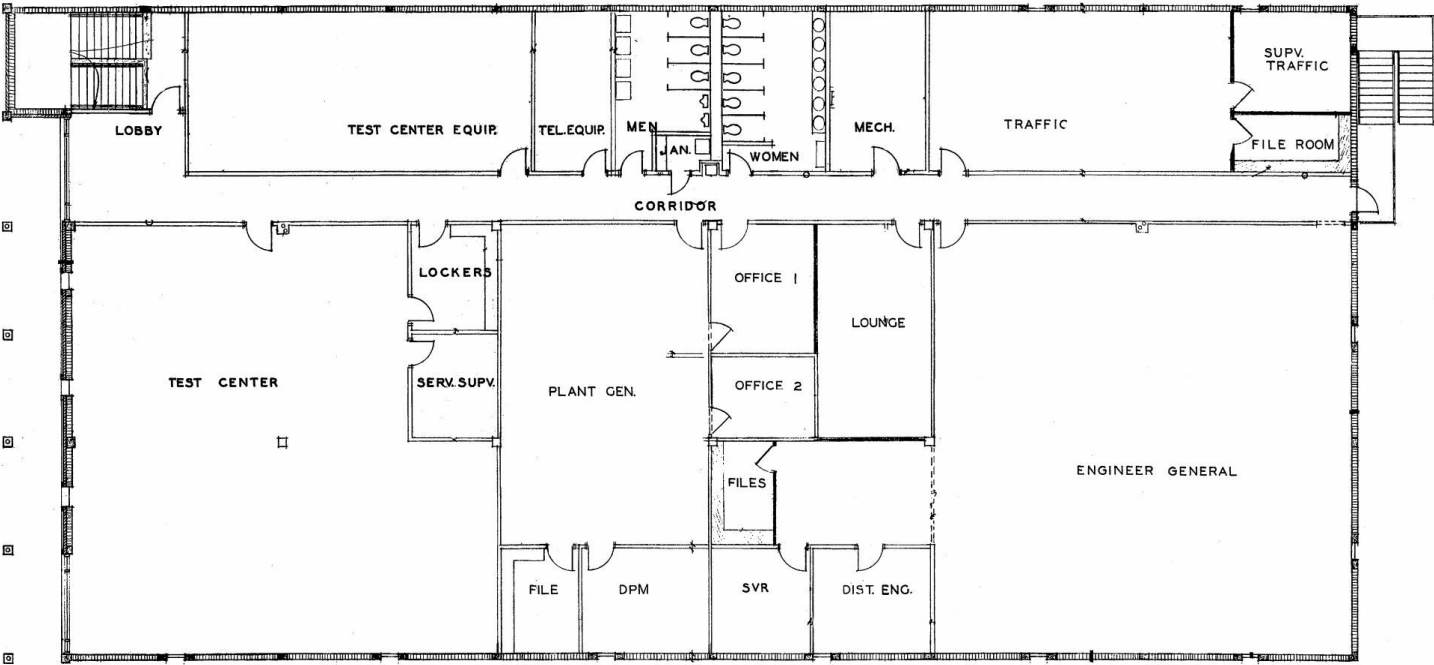 SUPV.
TRAFFIC
LOBBY
TEST CENTER EQUIP.
TEL. EQUIP.
MEN
MECH.
TRAFFIC
JAN.
WOMEN
FILE ROOM
CORRIDOR
LOCKERS
OFFICE 1
LOUNGE
TEST CENTER
SERV. SUPV.
PLANT GEN.
OFFICE 2
FILES
ENGINEER GENERAL
FILE
DPM
SVR
DIST. ENG.